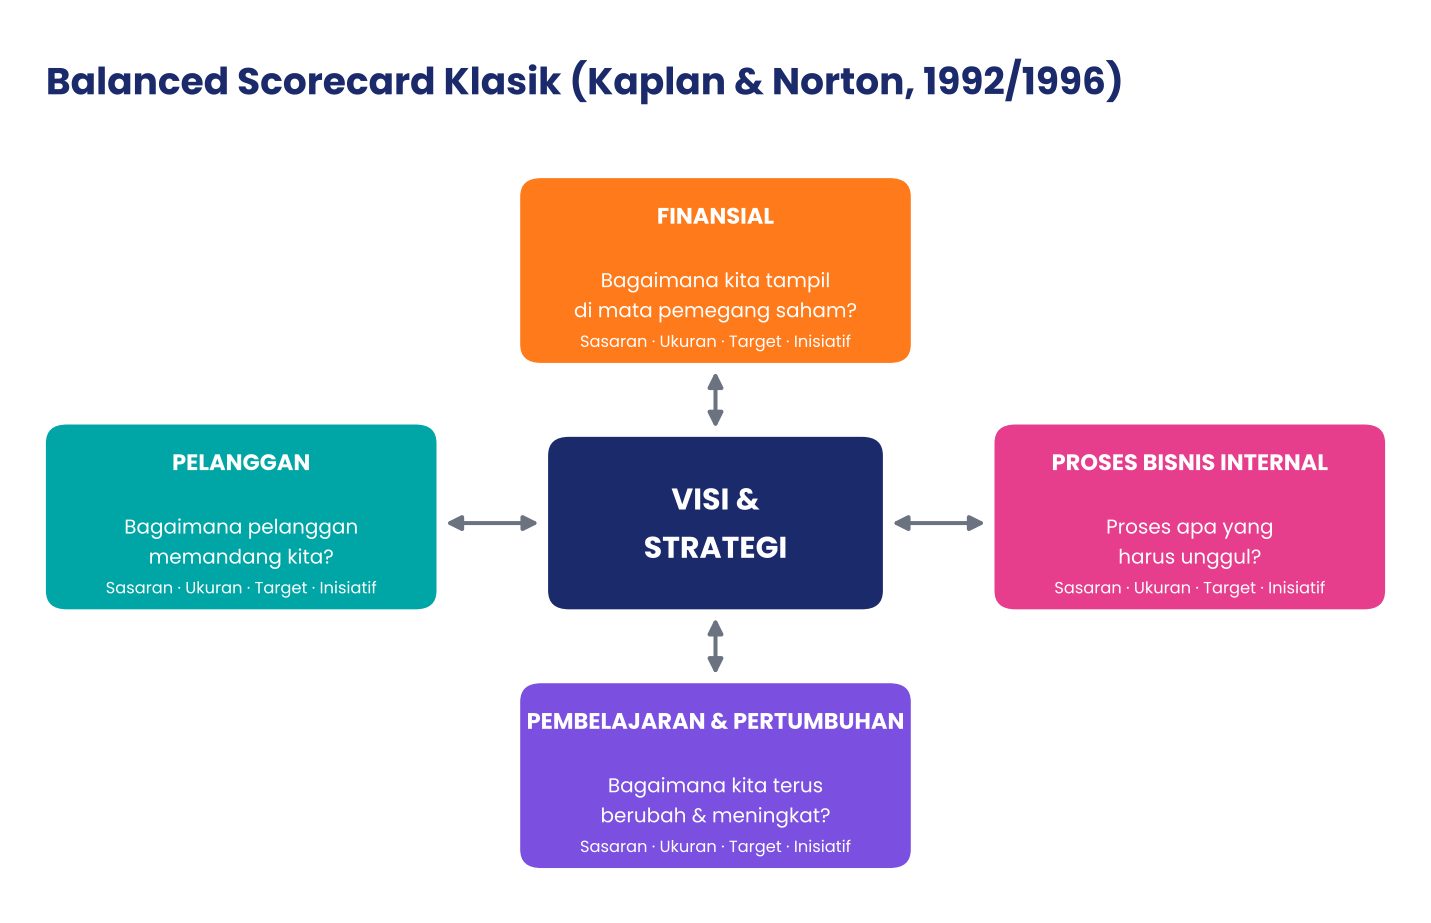 Balanced Scorecard Klasik (Kaplan & Norton, 1992/1996)
FINANSIAL
Bagaimana kita tampil
di mata pemegang saham?
Sasaran · Ukuran · Target · Inisiatif
PELANGGAN
Bagaimana pelanggan
memandang kita?
Sasaran · Ukuran · Target · Inisiatif
VISI &
STRATEGI
PROSES BISNIS INTERNAL
Proses apa yang
harus unggul?
Sasaran · Ukuran · Target · Inisiatif
PEMBELAJARAN & PERTUMBUHAN
Bagaimana kita terus
berubah & meningkat?
Sasaran · Ukuran · Target · Inisiatif